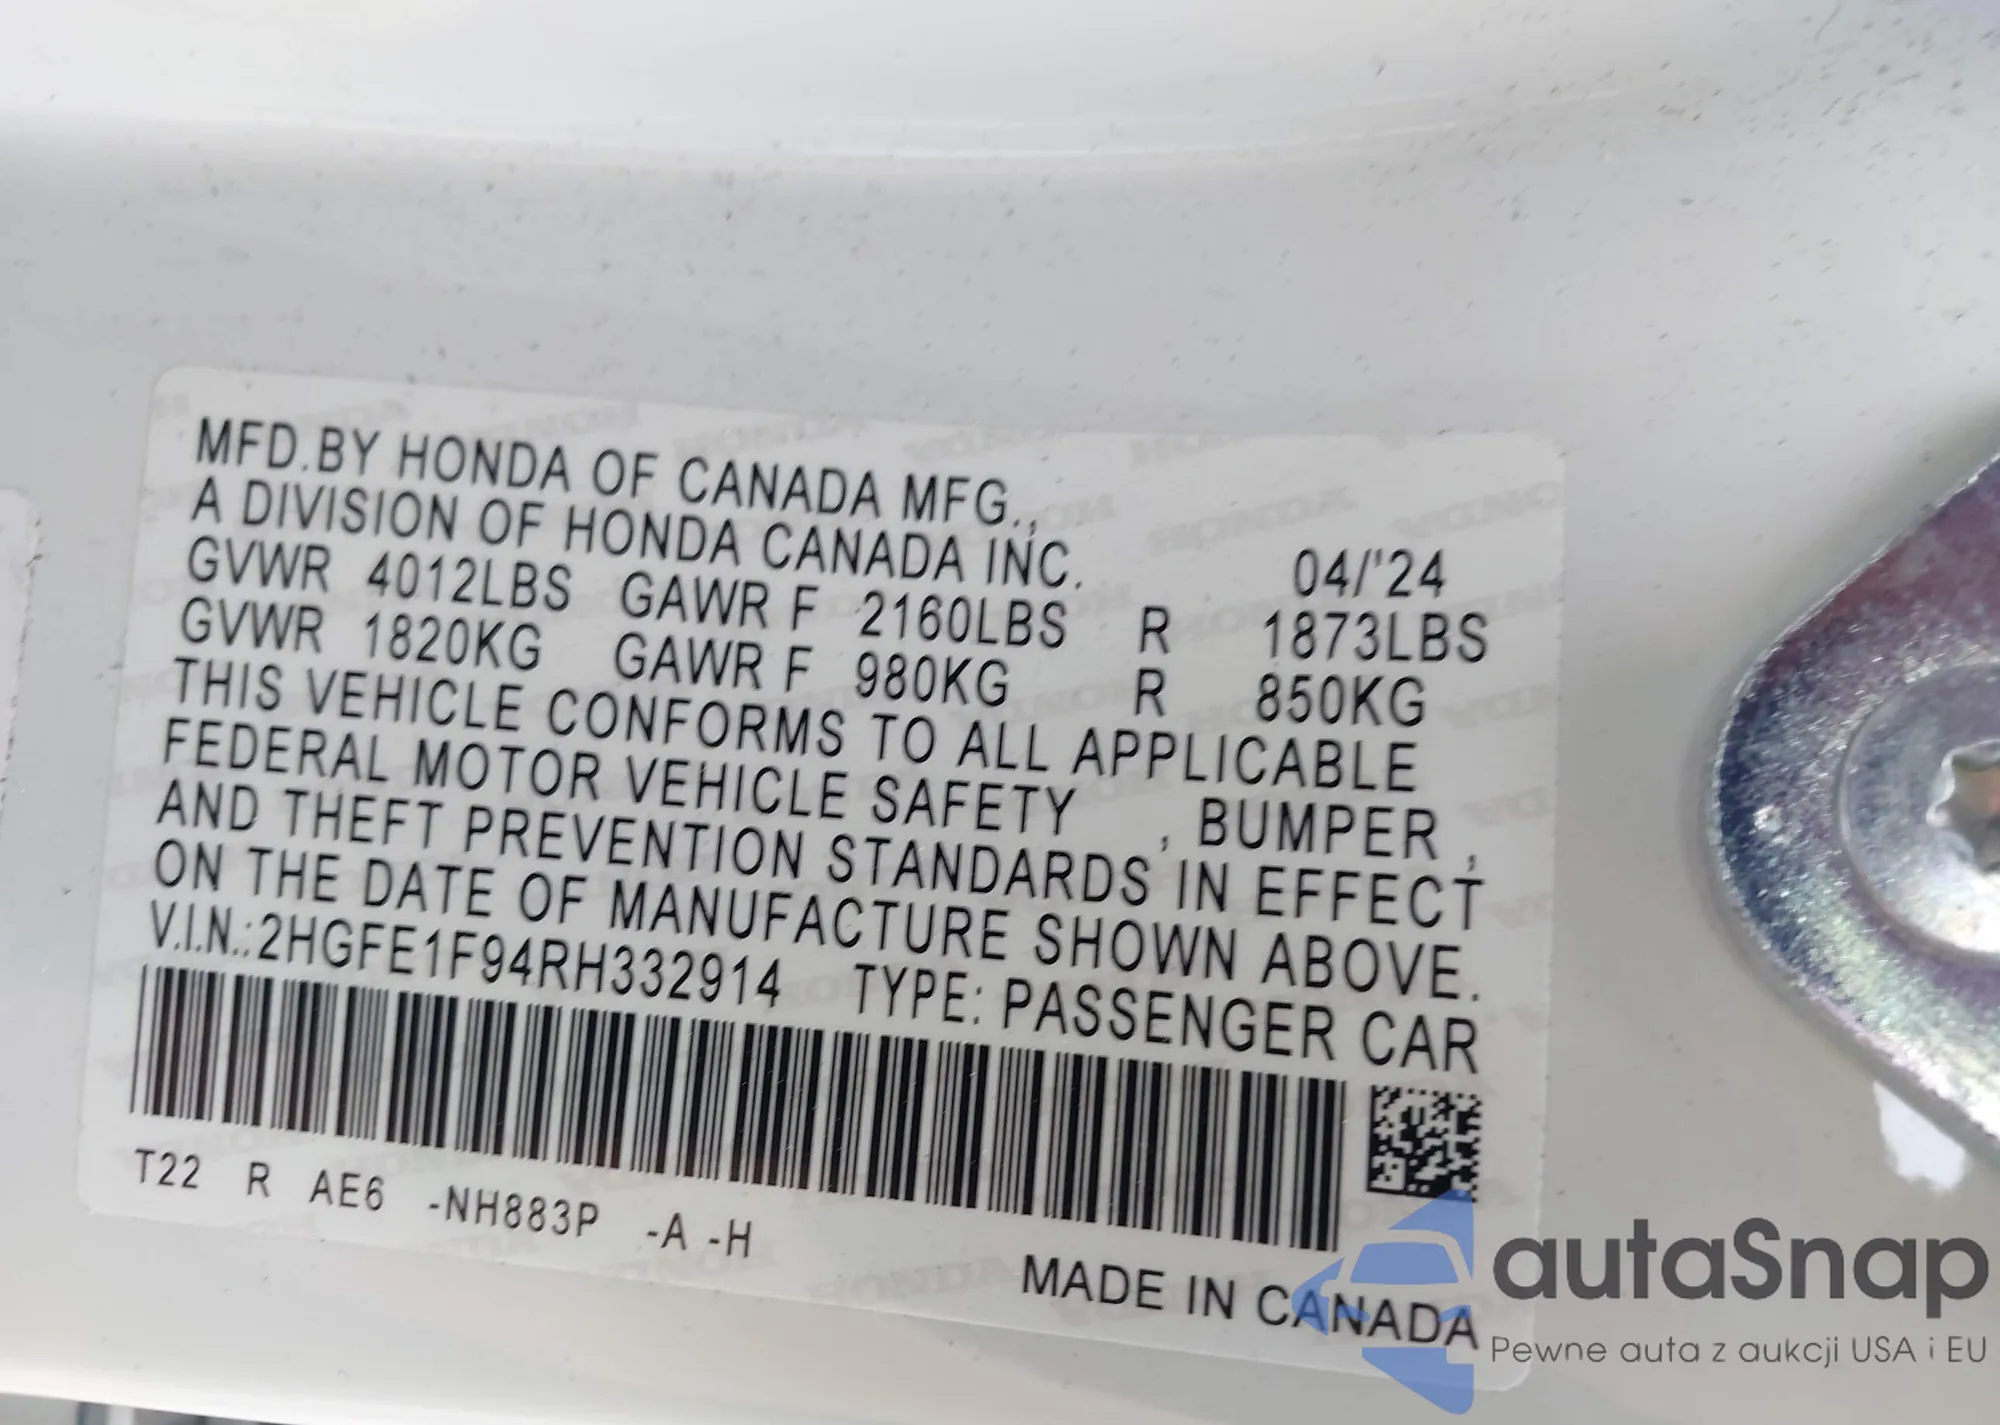 MFD.BY HONDA OF CANADA MFG.,
A DIVISION OF HONDA CANADA INC. 04/'24
GVWR 4012LBS GAWR F 2160LBS R 1873LBS
GVWR 1820KG GAWR F 980KG R 850KG
THIS VEHICLE CONFORMS TO ALL APPLICABLE
FEDERAL MOTOR VEHICLE SAFETY , BUMPER ,
AND THEFT PREVENTION STANDARDS IN EFFECT
ON THE DATE OF MANUFACTURE SHOWN ABOVE.
V.I.N.:2HGFE1F94RH332914 TYPE: PASSENGER CAR
T22 R AE6 -NH883P -A -H
MADE IN CANADA
autaSnap
Pewne auta z aukcji USA i EU